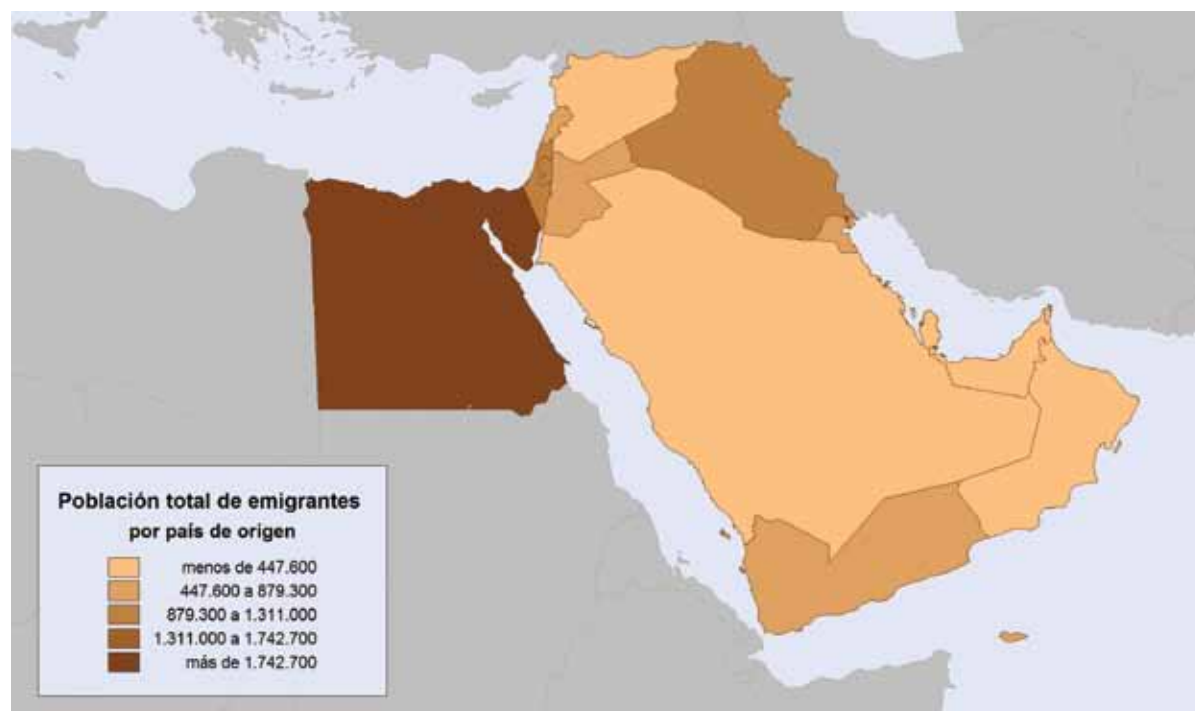 Población total de emigrantes
por país de origen
menos de 447.600
447.600 a 879.300
879.300 a 1.311.000
1.311.000 a 1.742.700
más de 1.742.700